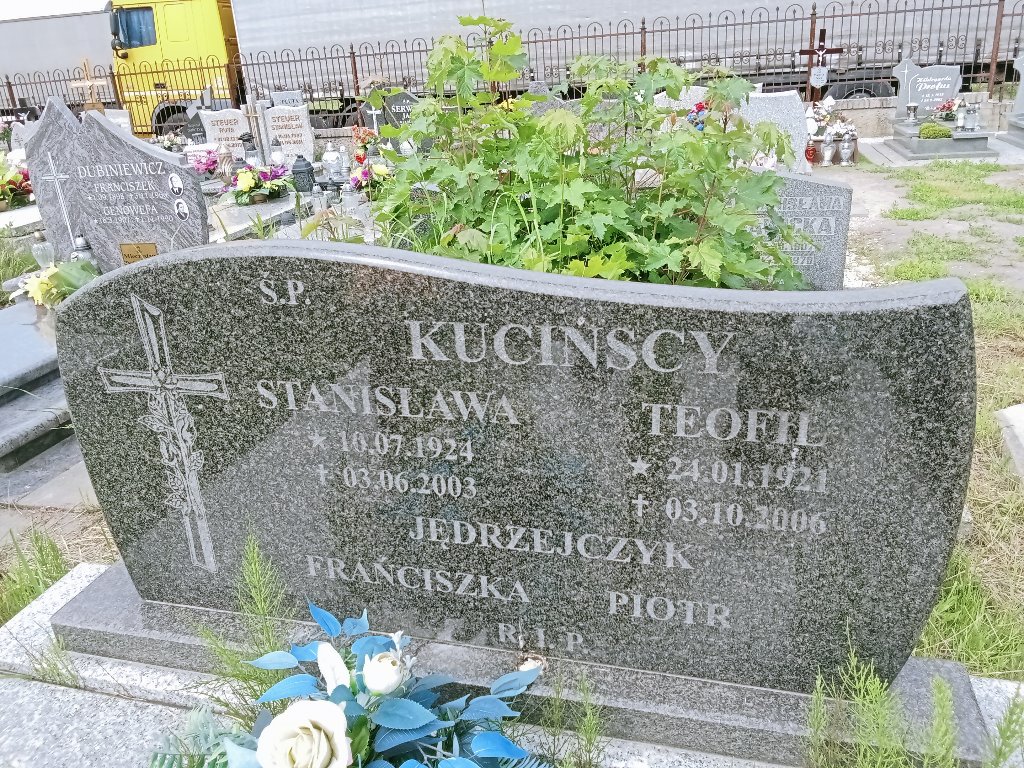 Ś.P.
KUCIŃSCY
STANISŁAWA
★ 10.07.1924
✝ 03.06.2003
TEOFIL
★ 24.01.1921
✝ 03.10.2006
JĘDRZEJCZYK
FRANCISZKA PIOTR
R.I.P.
DUBINIEWICZ
FRANCISZEK
GENOWEFA
STEUER
STEUER
STANISŁAW